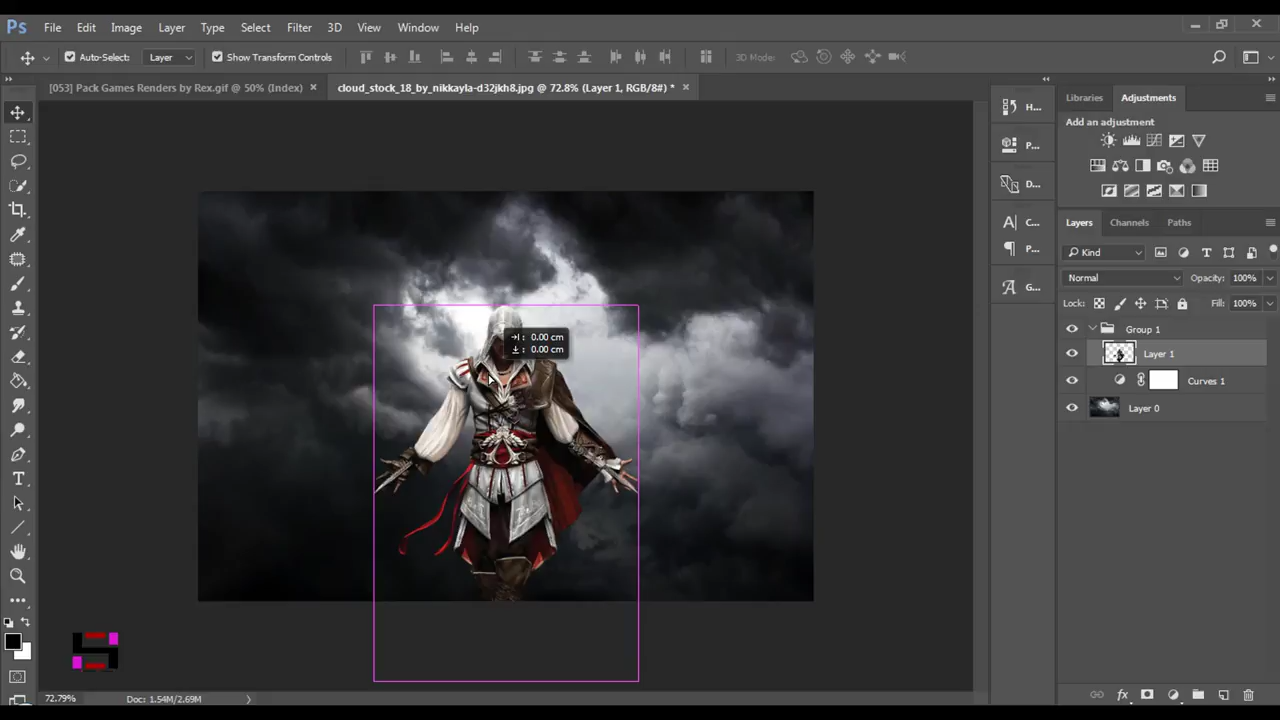 Ps File Edit Image Layer Type Select Filter 3D View Window Help
Auto-Select: Layer Show Transform Controls 3D Mode:
[053] Pack Games Renders by Rex.gif @ 50% (Index) × cloud_stock_18_by_nikkayla-d32jkh8.jpg @ 72.8% (Layer 1, RGB/8#) * ×
H...
P...
D...
C...
P...
G...
Libraries Adjustments
Add an adjustment
Layers Channels Paths
Kind
Normal Opacity: 100%
Lock: Fill: 100%
Group 1
Layer 1
Curves 1
Layer 0
: 0.00 cm
: 0.00 cm
72.79% Doc: 1.54M/2.69M